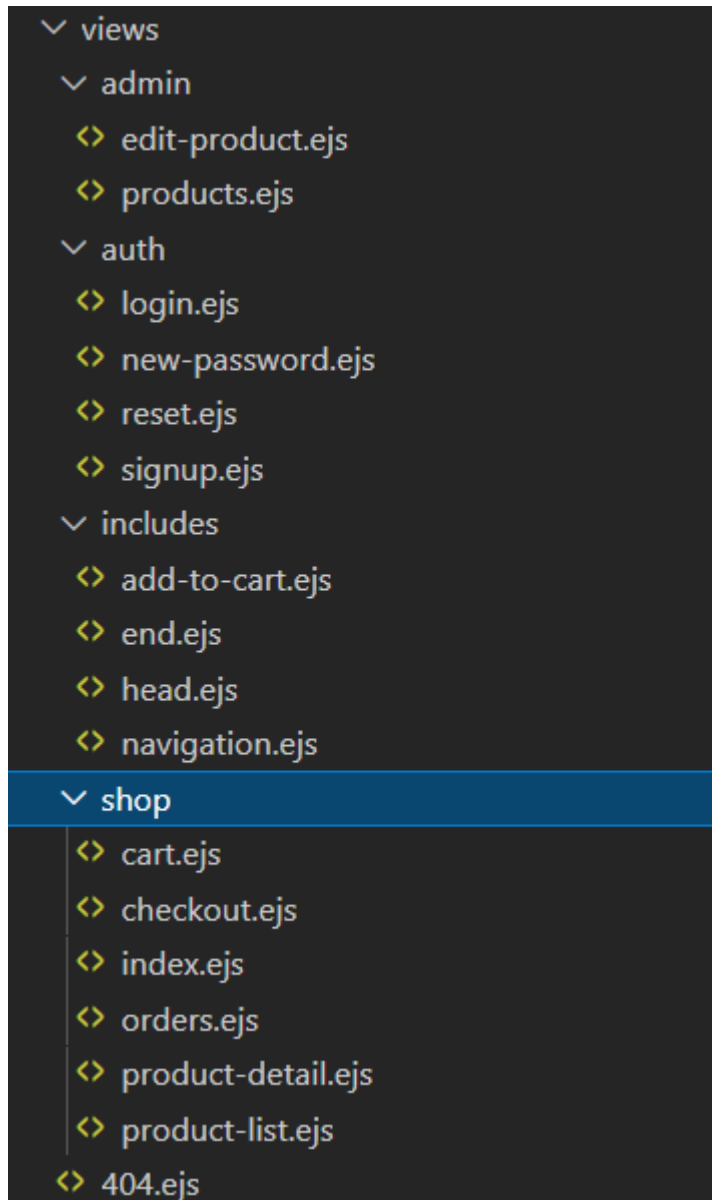 views
admin
edit-product.ejs
products.ejs
auth
login.ejs
new-password.ejs
reset.ejs
signup.ejs
includes
add-to-cart.ejs
end.ejs
head.ejs
navigation.ejs
shop
cart.ejs
checkout.ejs
index.ejs
orders.ejs
product-detail.ejs
product-list.ejs
404.ejs